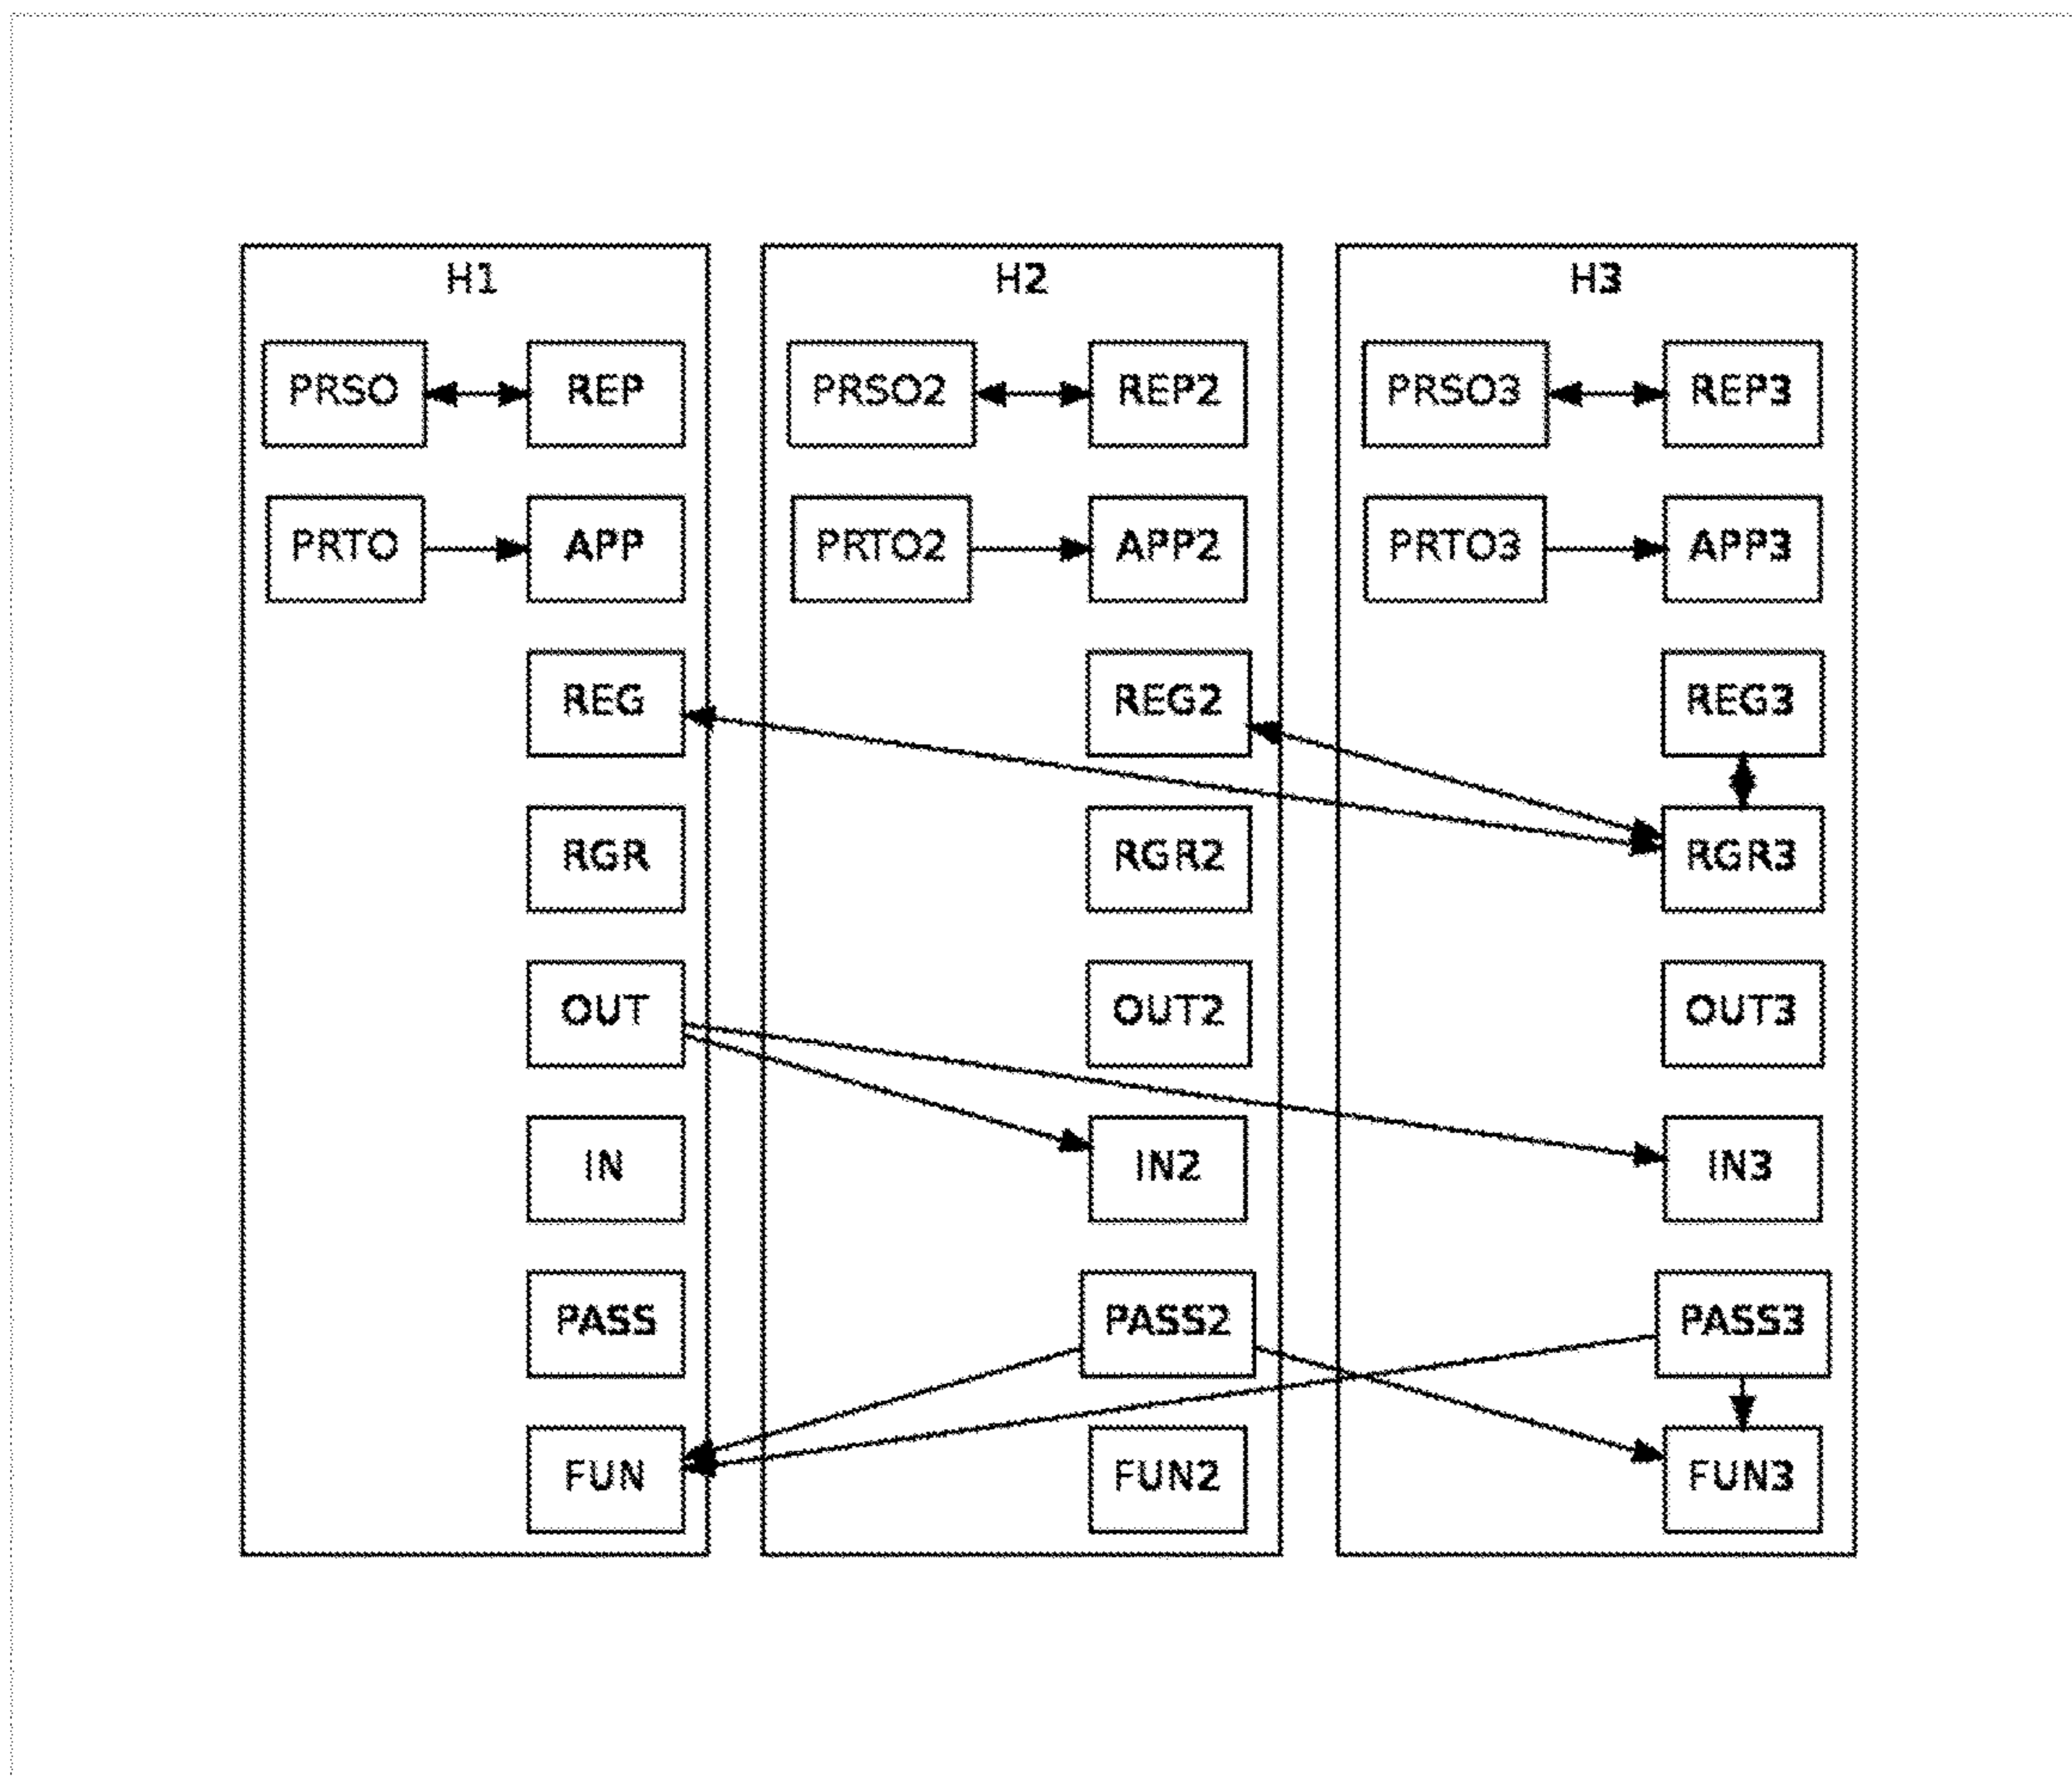 H1
PRSO REP
PRTO APP
REG
RGR
OUT
IN
PASS
FUN
H2
PRSO2 REP2
PRTO2 APP2
REG2
RGR2
OUT2
IN2
PASS2
FUN2
H3
PRSO3 REP3
PRTO3 APP3
REG3
RGR3
OUT3
IN3
PASS3
FUN3